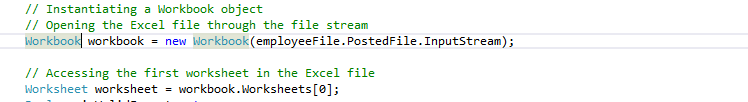 // Instantiating a Workbook object
// Opening the Excel file through the file stream
Workbook workbook = new Workbook(employeeFile.PostedFile.InputStream);
// Accessing the first worksheet in the Excel file
Worksheet worksheet = workbook.Worksheets[0];